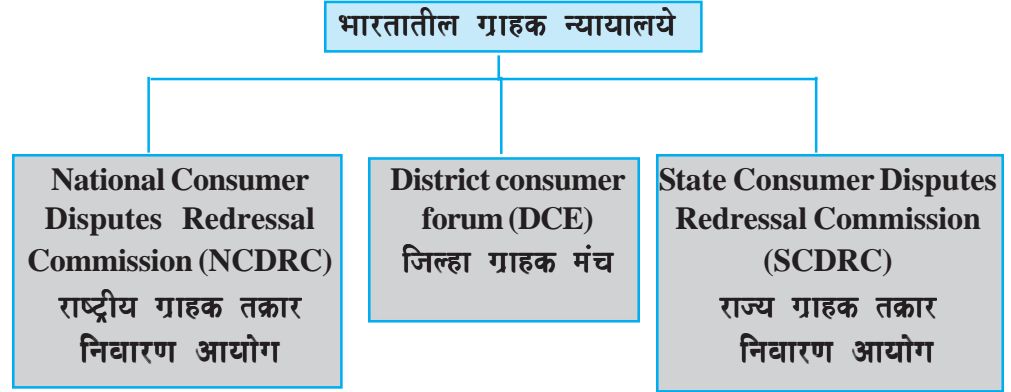 भारतातील ग्राहक न्यायालये
National Consumer
Disputes Redressal
Commission (NCDRC)
राष्ट्रीय ग्राहक तक्रार
निवारण आयोग
District consumer
forum (DCE)
जिल्हा ग्राहक मंच
State Consumer Disputes
Redressal Commission
(SCDRC)
राज्य ग्राहक तक्रार
निवारण आयोग